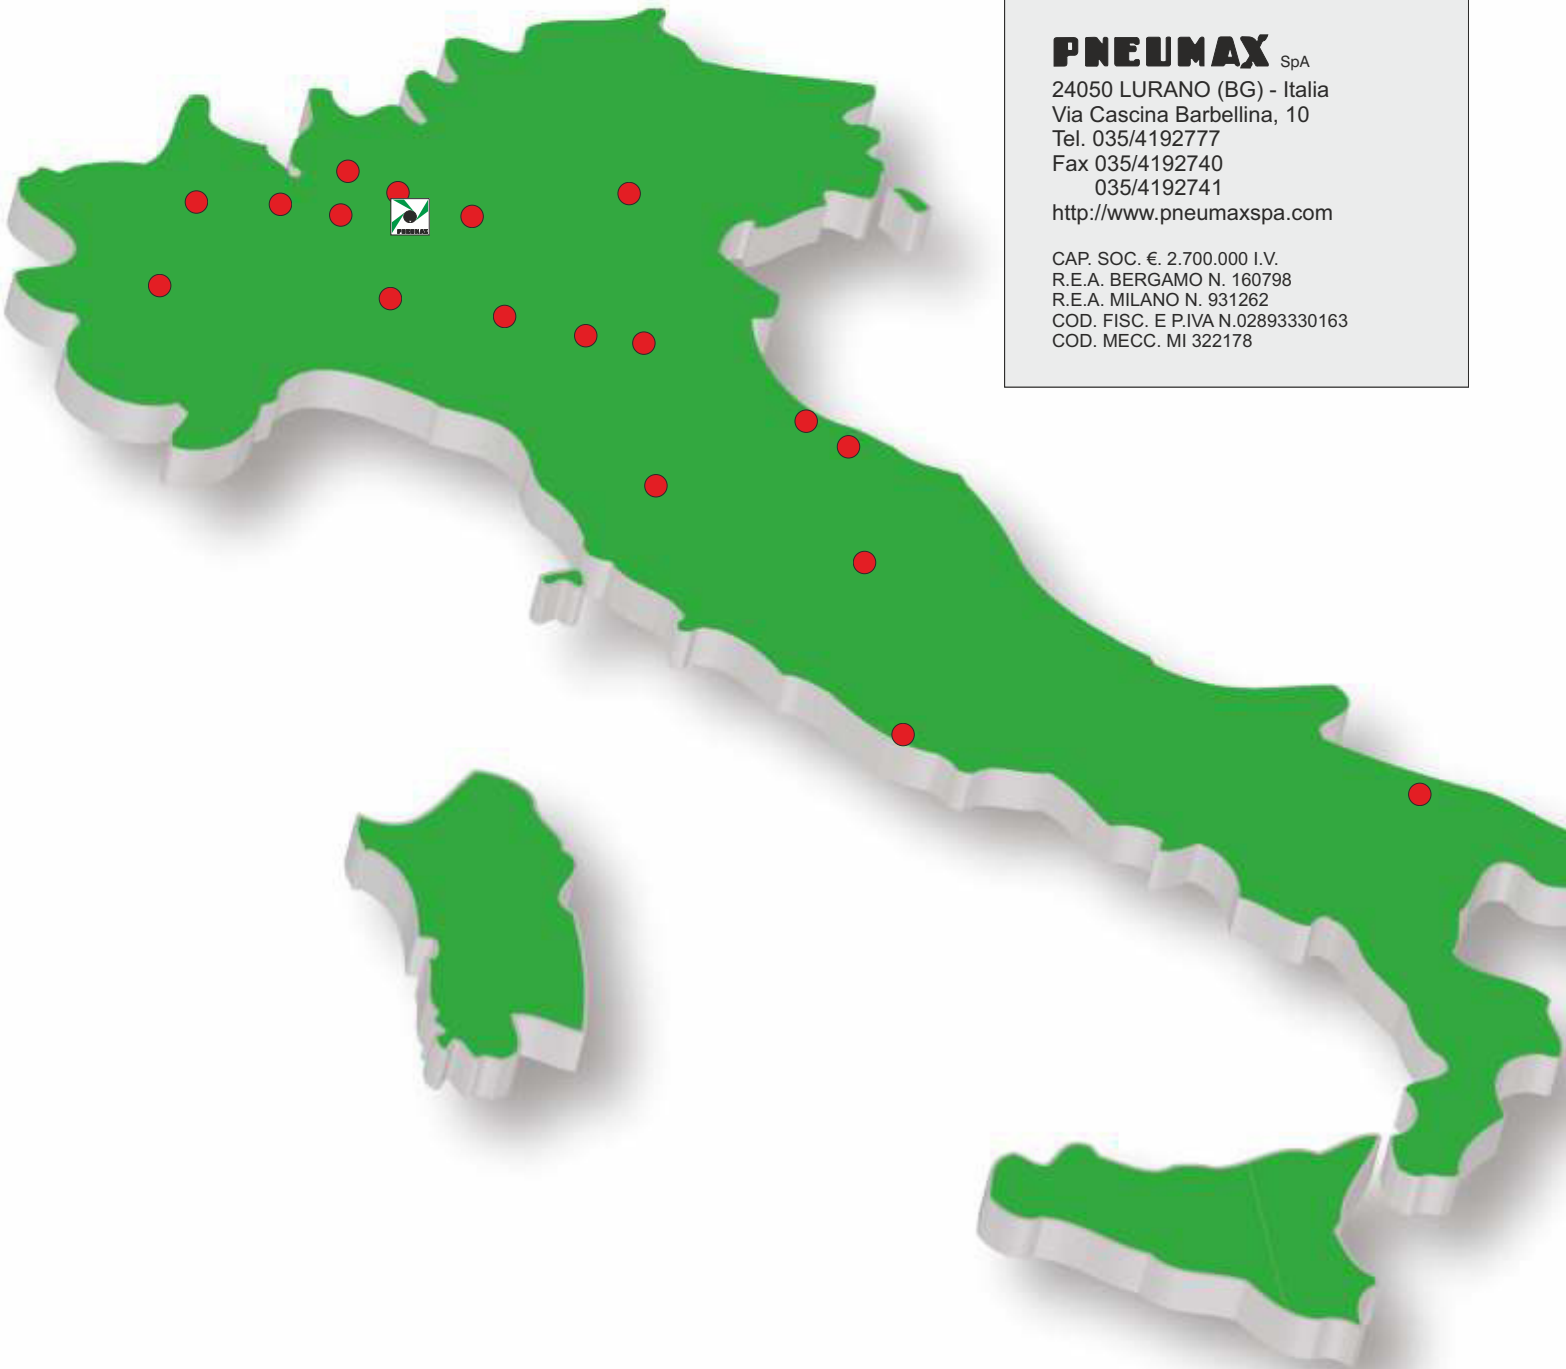 PNEUMAX SpA
24050 LURANO (BG) - Italia
Via Cascina Barbellina, 10
Tel. 035/4192777
Fax 035/4192740
035/4192741
http://www.pneumaxspa.com
CAP. SOC. €. 2.700.000 I.V.
R.E.A. BERGAMO N. 160798
R.E.A. MILANO N. 931262
COD. FISC. E P.IVA N.02893330163
COD. MECC. MI 322178
PNEUMAX